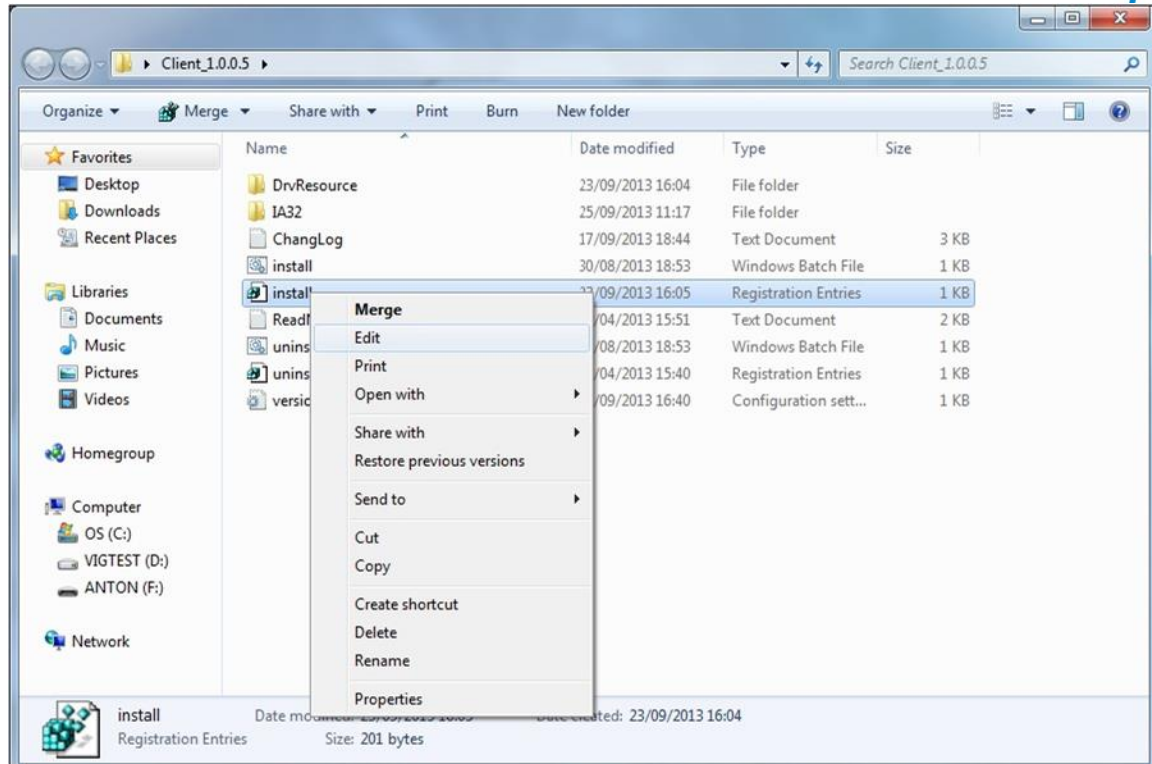 Client_1.0.0.5
Search Client_1.0.0.5
Organize Merge Share with Print Burn New folder
Name Date modified Type Size
Favorites
Desktop
Downloads
Recent Places
Libraries
Documents
Music
Pictures
Videos
Homegroup
Computer
OS (C:)
VIGTEST (D:)
ANTON (F:)
Network
DrvResource 23/09/2013 16:04 File folder
IA32 25/09/2013 11:17 File folder
ChangLog 17/09/2013 18:44 Text Document 3 KB
install 30/08/2013 18:53 Windows Batch File 1 KB
install 23/09/2013 16:05 Registration Entries 1 KB
/04/2013 15:51 Text Document 2 KB
unins /08/2013 18:53 Windows Batch File 1 KB
unins /04/2013 15:40 Registration Entries 1 KB
versic /09/2013 16:40 Configuration sett... 1 KB
Merge
Edit
Print
Open with
Share with
Restore previous versions
Send to
Cut
Copy
Create shortcut
Delete
Rename
Properties
install
Registration Entries
Size: 201 bytes
23/09/2013 16:04